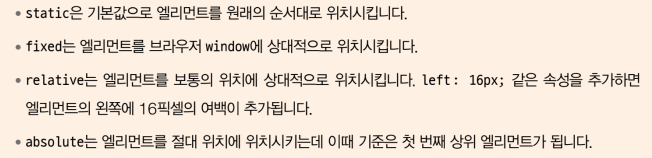 • static은 기본값으로 엘리먼트를 원래의 순서대로 위치시킵니다.
• fixed는 엘리먼트를 브라우저 window에 상대적으로 위치시킵니다.
• relative는 엘리먼트를 보통의 위치에 상대적으로 위치시킵니다. left: 16px; 같은 속성을 추가하면
엘리먼트의 왼쪽에 16픽셀의 여백이 추가됩니다.
• absolute는 엘리먼트를 절대 위치에 위치시키는데 이때 기준은 첫 번째 상위 엘리먼트가 됩니다.